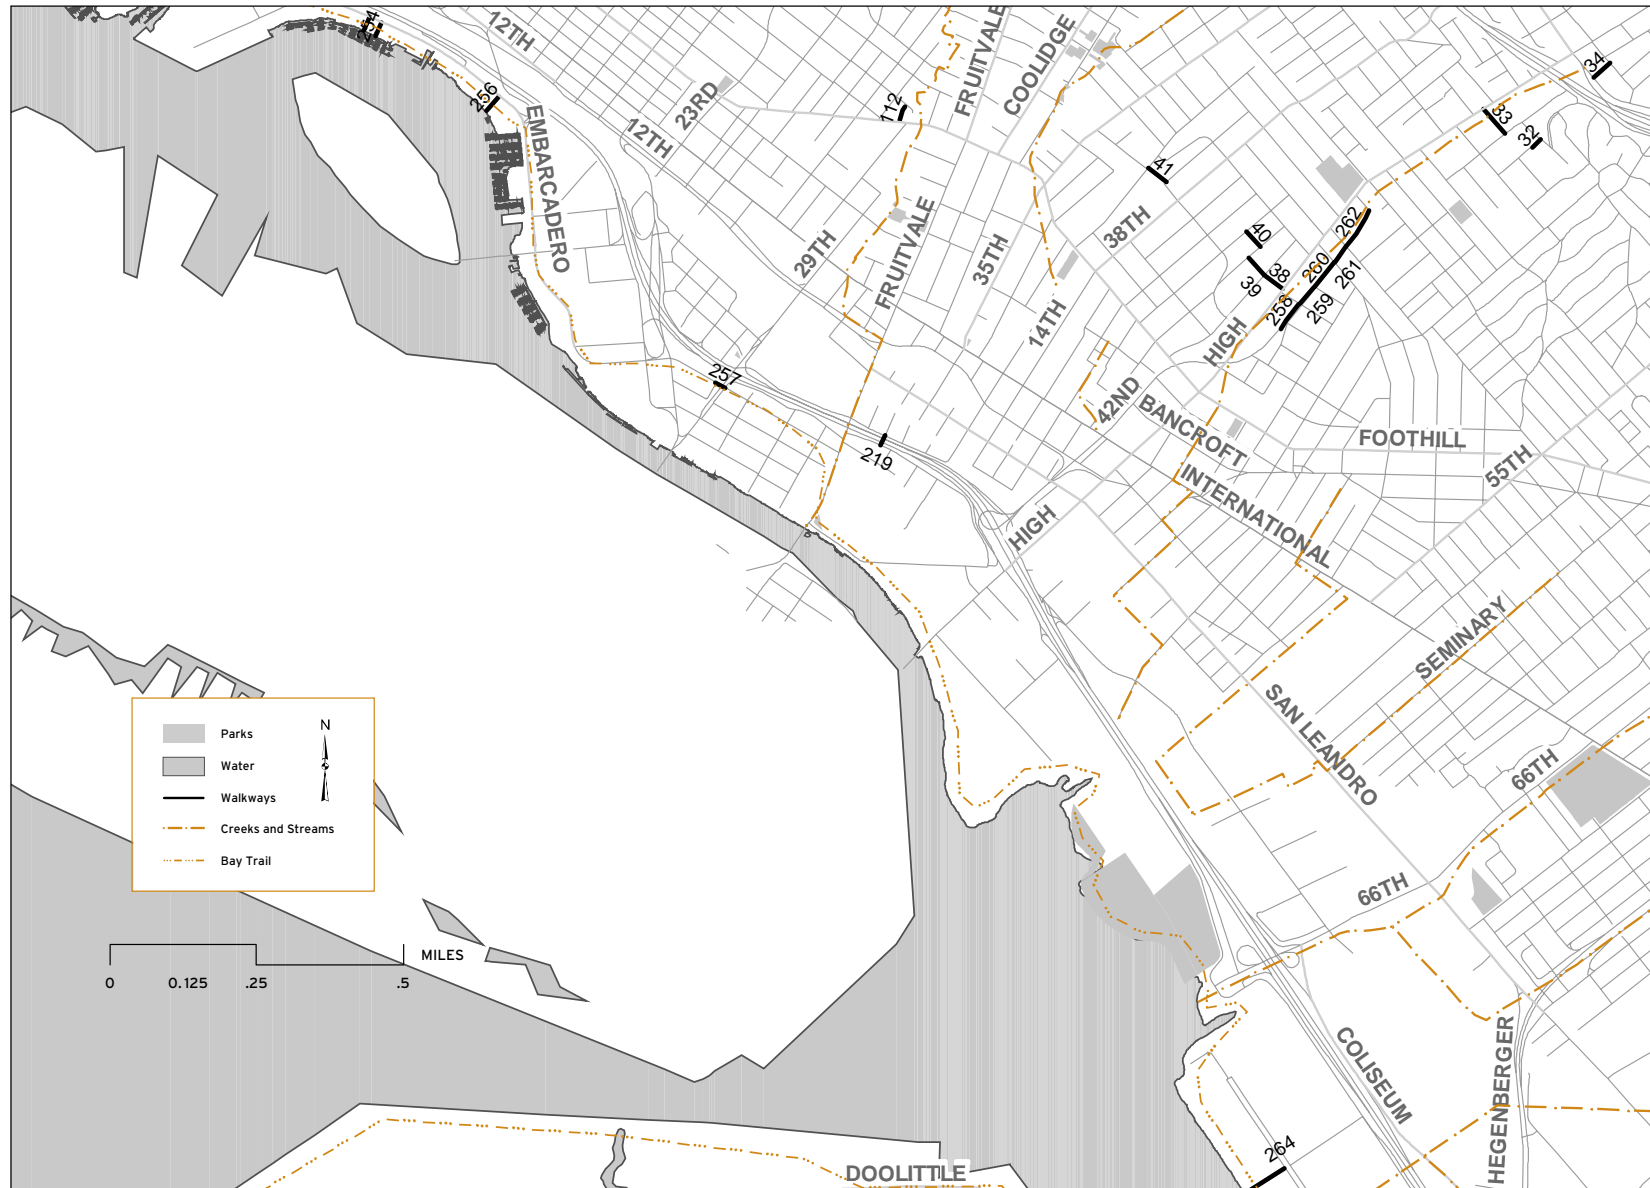 254
12TH
FRUITVALE
COOLIDGE
34
256
23RD
112
33
EMBARCADERO
12TH
32
41
29TH
FRUITVALE
35TH
38TH
40
262
39
38
260
261
258
259
14TH
HIGH
257
42ND
BANCROFT
FOOTHILL
219
INTERNATIONAL
55TH
HIGH
SEMINARY
SAN LEANDRO
66TH
N
Parks
Water
Walkways
Creeks and Streams
Bay Trail
66TH
MILES
0
0.125
.25
.5
COLISEUM
HEGENBERGER
264
DOOLITTLE